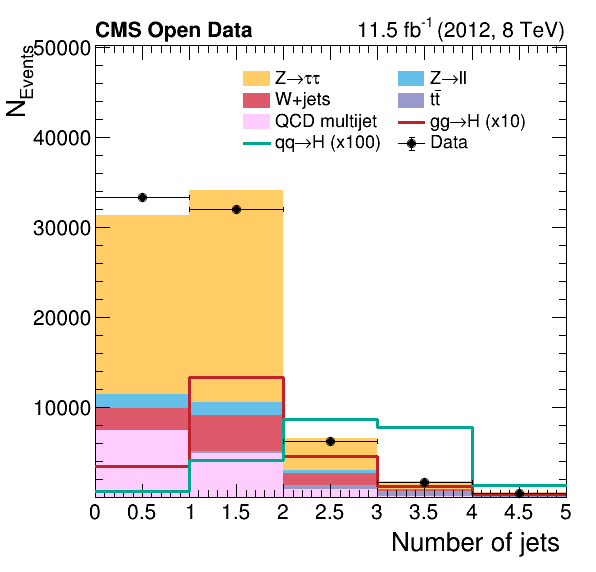 CMS Open Data 11.5 fb⁻¹ (2012, 8 TeV)
N_Events
50000
40000
30000
20000
10000
Z→ττ Z→ll
W+jets tt̄
QCD multijet gg→H (x10)
qq→H (x100) Data
0 0.5 1 1.5 2 2.5 3 3.5 4 4.5 5
Number of jets